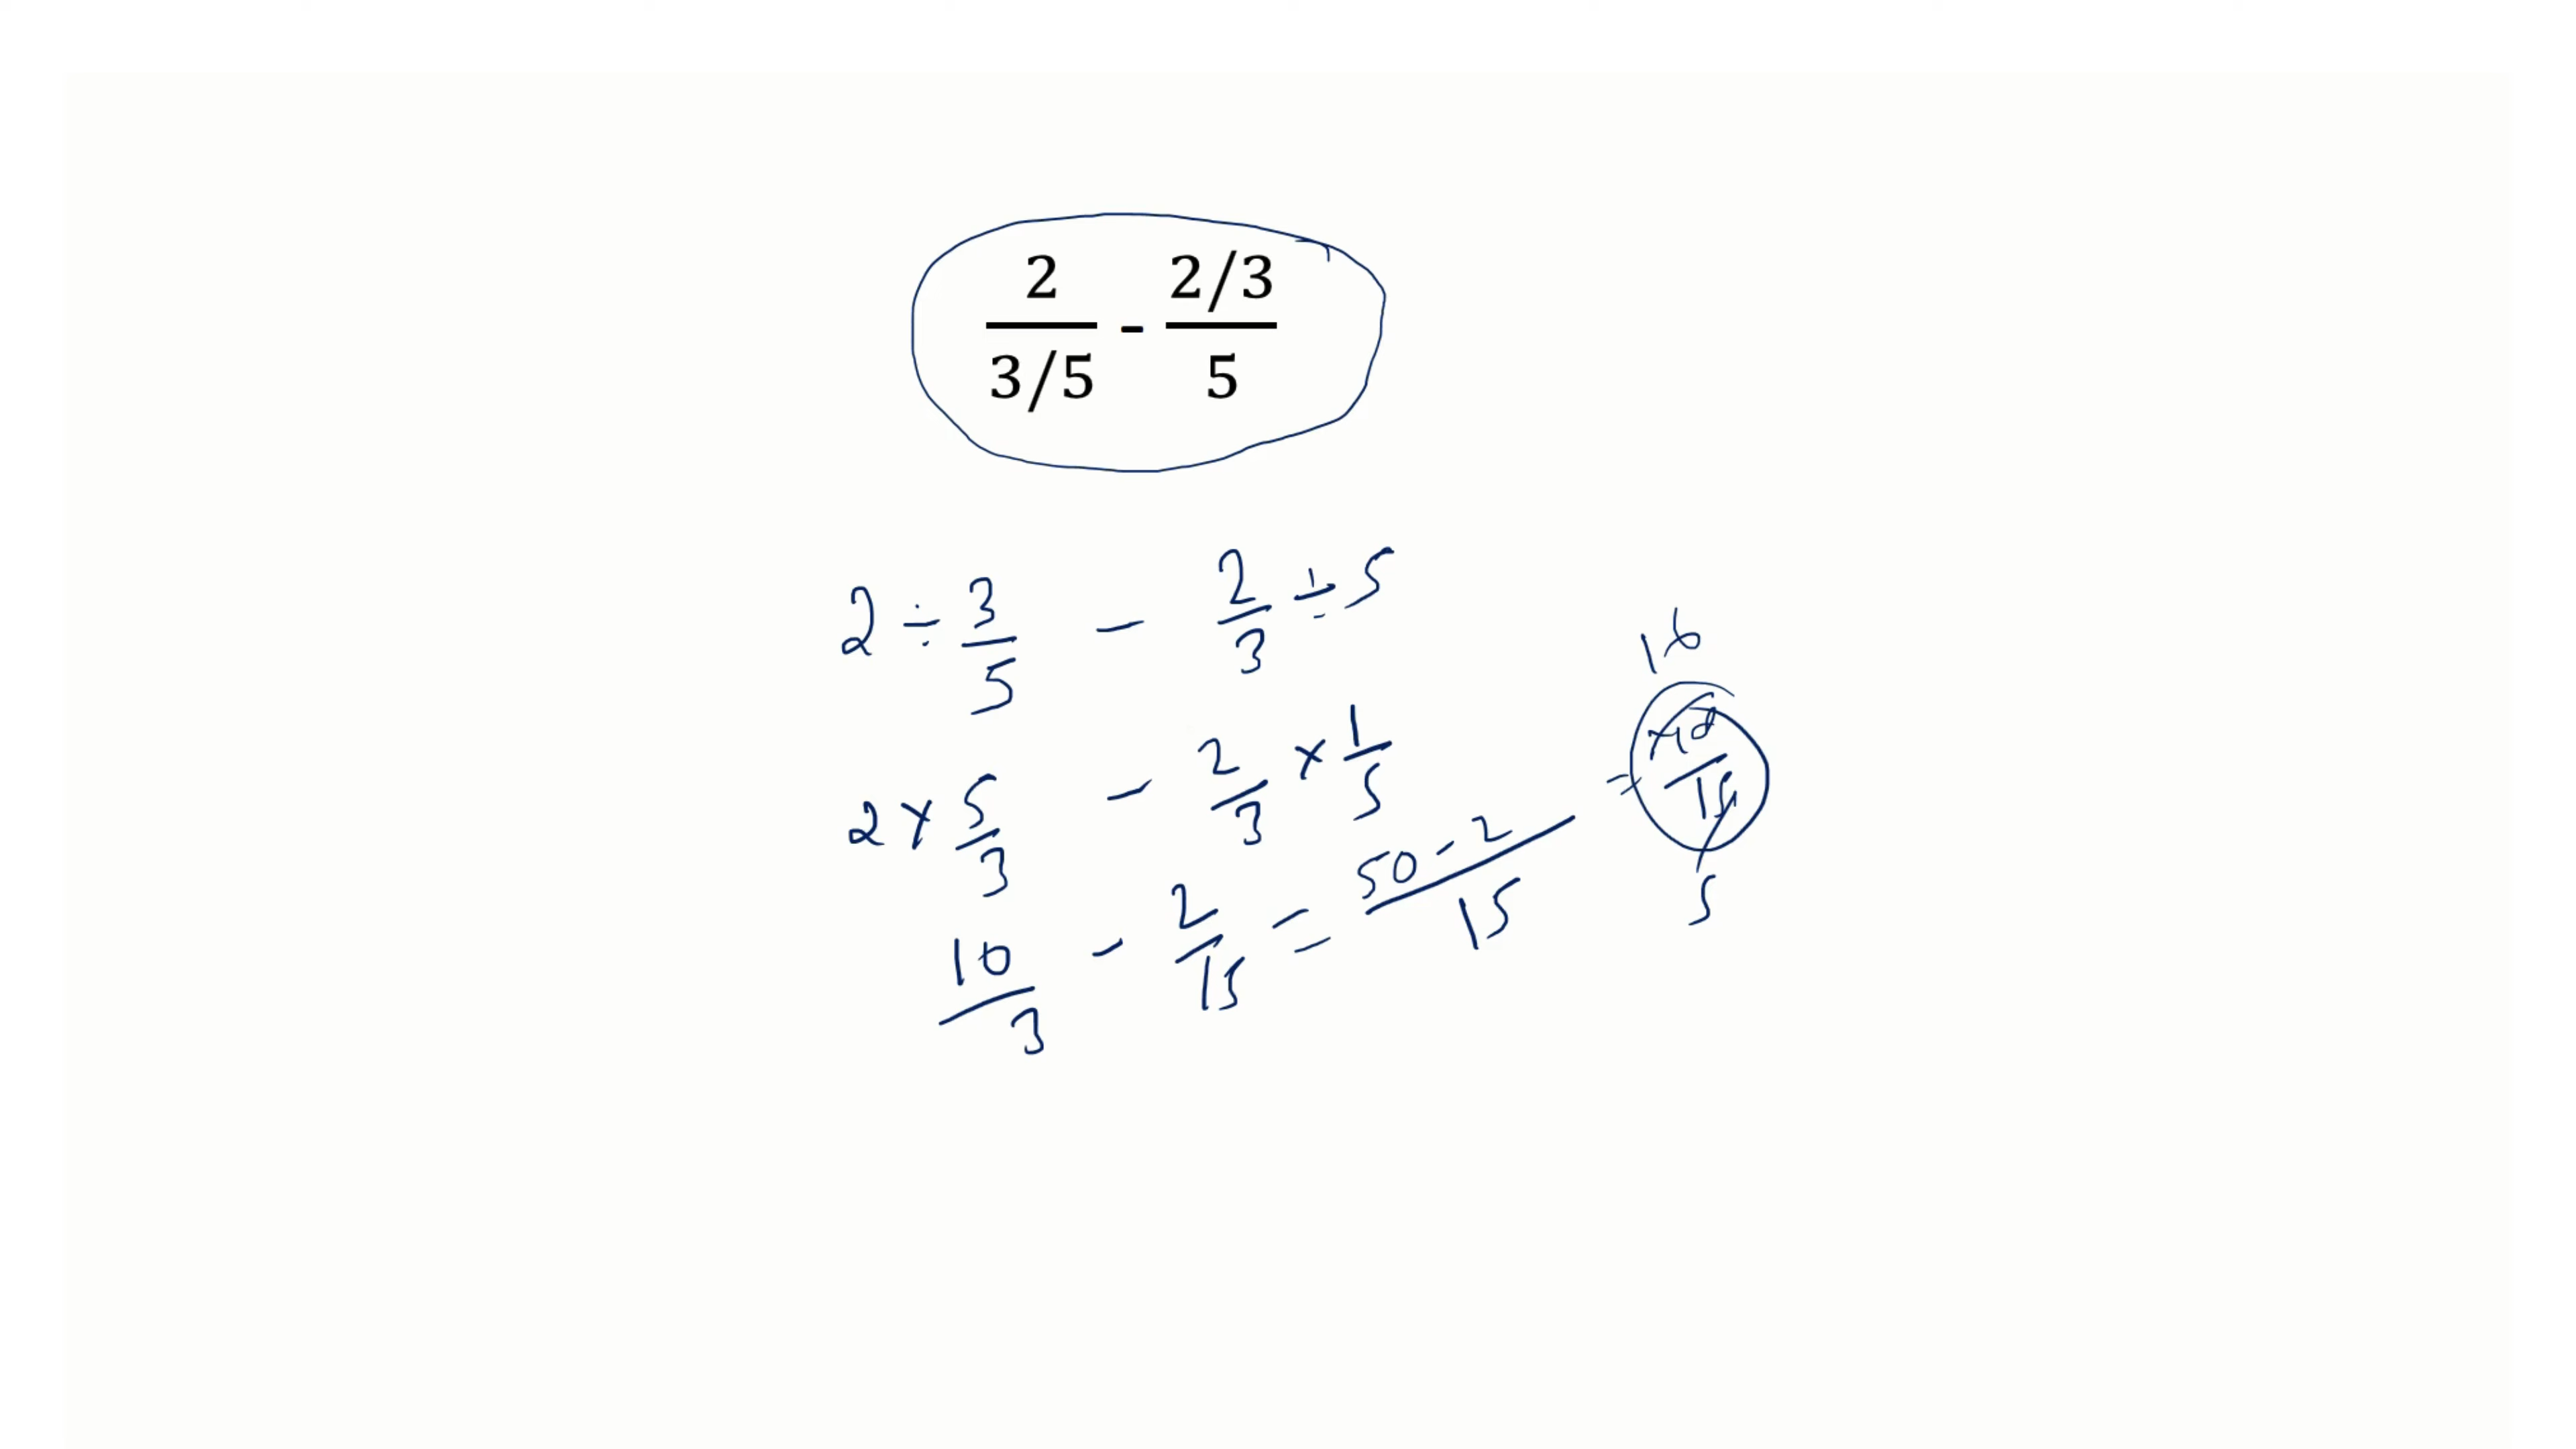 2/(3/5) - (2/3)/5
2 ÷ 3/5 - 2/3 ÷ 5
2 × 5/3 - 2/3 × 1/5
10/3 - 2/15 = (50-2)/15 = 48/15
16
5